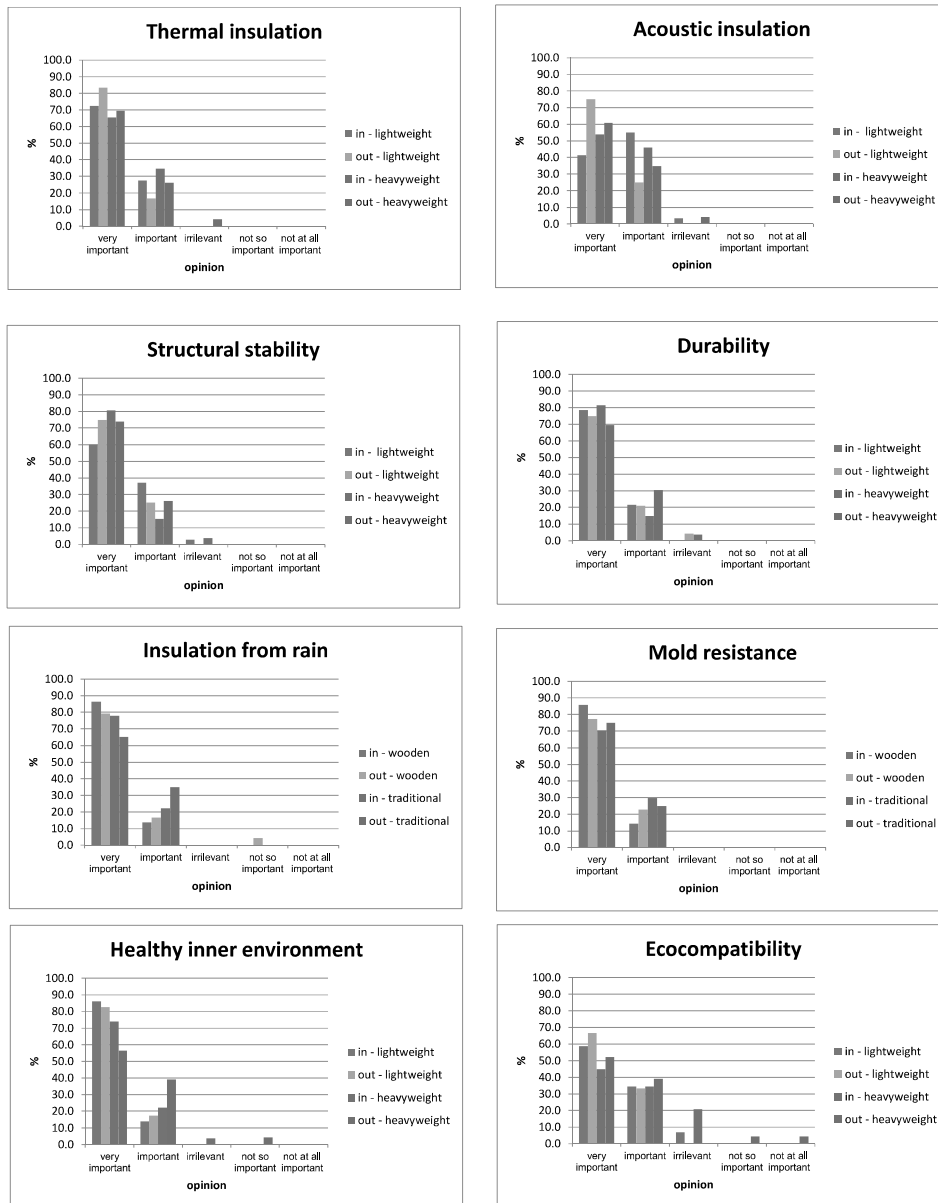 Thermal insulation
100.0
90.0
80.0
70.0
60.0
50.0
40.0
30.0
20.0
10.0
0.0
%
very important
important
irrilevant
not so important
not at all important
opinion
in - lightweight
out - lightweight
in - heavyweight
out - heavyweight
Acoustic insulation
100.0
90.0
80.0
70.0
60.0
50.0
40.0
30.0
20.0
10.0
0.0
%
very important
important
irrilevant
not so important
not at all important
opinion
in - lightweight
out - lightweight
in - heavyweight
out - heavyweight
Structural stability
100.0
90.0
80.0
70.0
60.0
50.0
40.0
30.0
20.0
10.0
0.0
%
very important
important
irrilevant
not so important
not at all important
opinion
in - lightweight
out - lightweight
in - heavyweight
out - heavyweight
Durability
100.0
90.0
80.0
70.0
60.0
50.0
40.0
30.0
20.0
10.0
0.0
%
very important
important
irrilevant
not so important
not at all important
opinion
in - lightweight
out - lightweight
in - heavyweight
out - heavyweight
Insulation from rain
100.0
90.0
80.0
70.0
60.0
50.0
40.0
30.0
20.0
10.0
0.0
%
very important
important
irrilevant
not so important
not at all important
opinion
in - wooden
out - wooden
in - traditional
out - traditional
Mold resistance
100.0
90.0
80.0
70.0
60.0
50.0
40.0
30.0
20.0
10.0
0.0
%
very important
important
irrilevant
not so important
not at all important
opinion
in - wooden
out - wooden
in - traditional
out - traditional
Healthy inner environment
100.0
90.0
80.0
70.0
60.0
50.0
40.0
30.0
20.0
10.0
0.0
%
very important
important
irrilevant
not so important
not at all important
opinion
in - lightweight
out - lightweight
in - heavyweight
out - heavyweight
Ecocompatibility
100.0
90.0
80.0
70.0
60.0
50.0
40.0
30.0
20.0
10.0
0.0
%
very important
important
irrilevant
not so important
not at all important
opinion
in - lightweight
out - lightweight
in - heavyweight
out - heavyweight